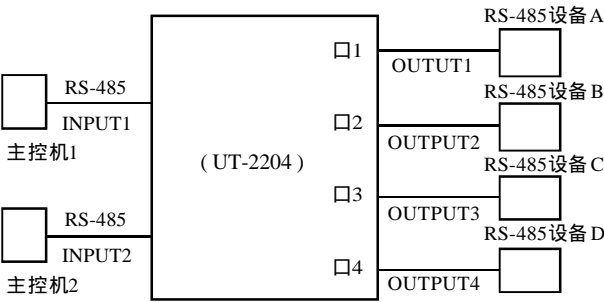 RS-485设备A
口1
OUTUT1
RS-485
INPUT1
主控机1
RS-485设备B
口2
OUTPUT2
(UT-2204)
RS-485设备C
口3
OUTPUT3
RS-485
INPUT2
主控机2
RS-485设备D
口4
OUTPUT4